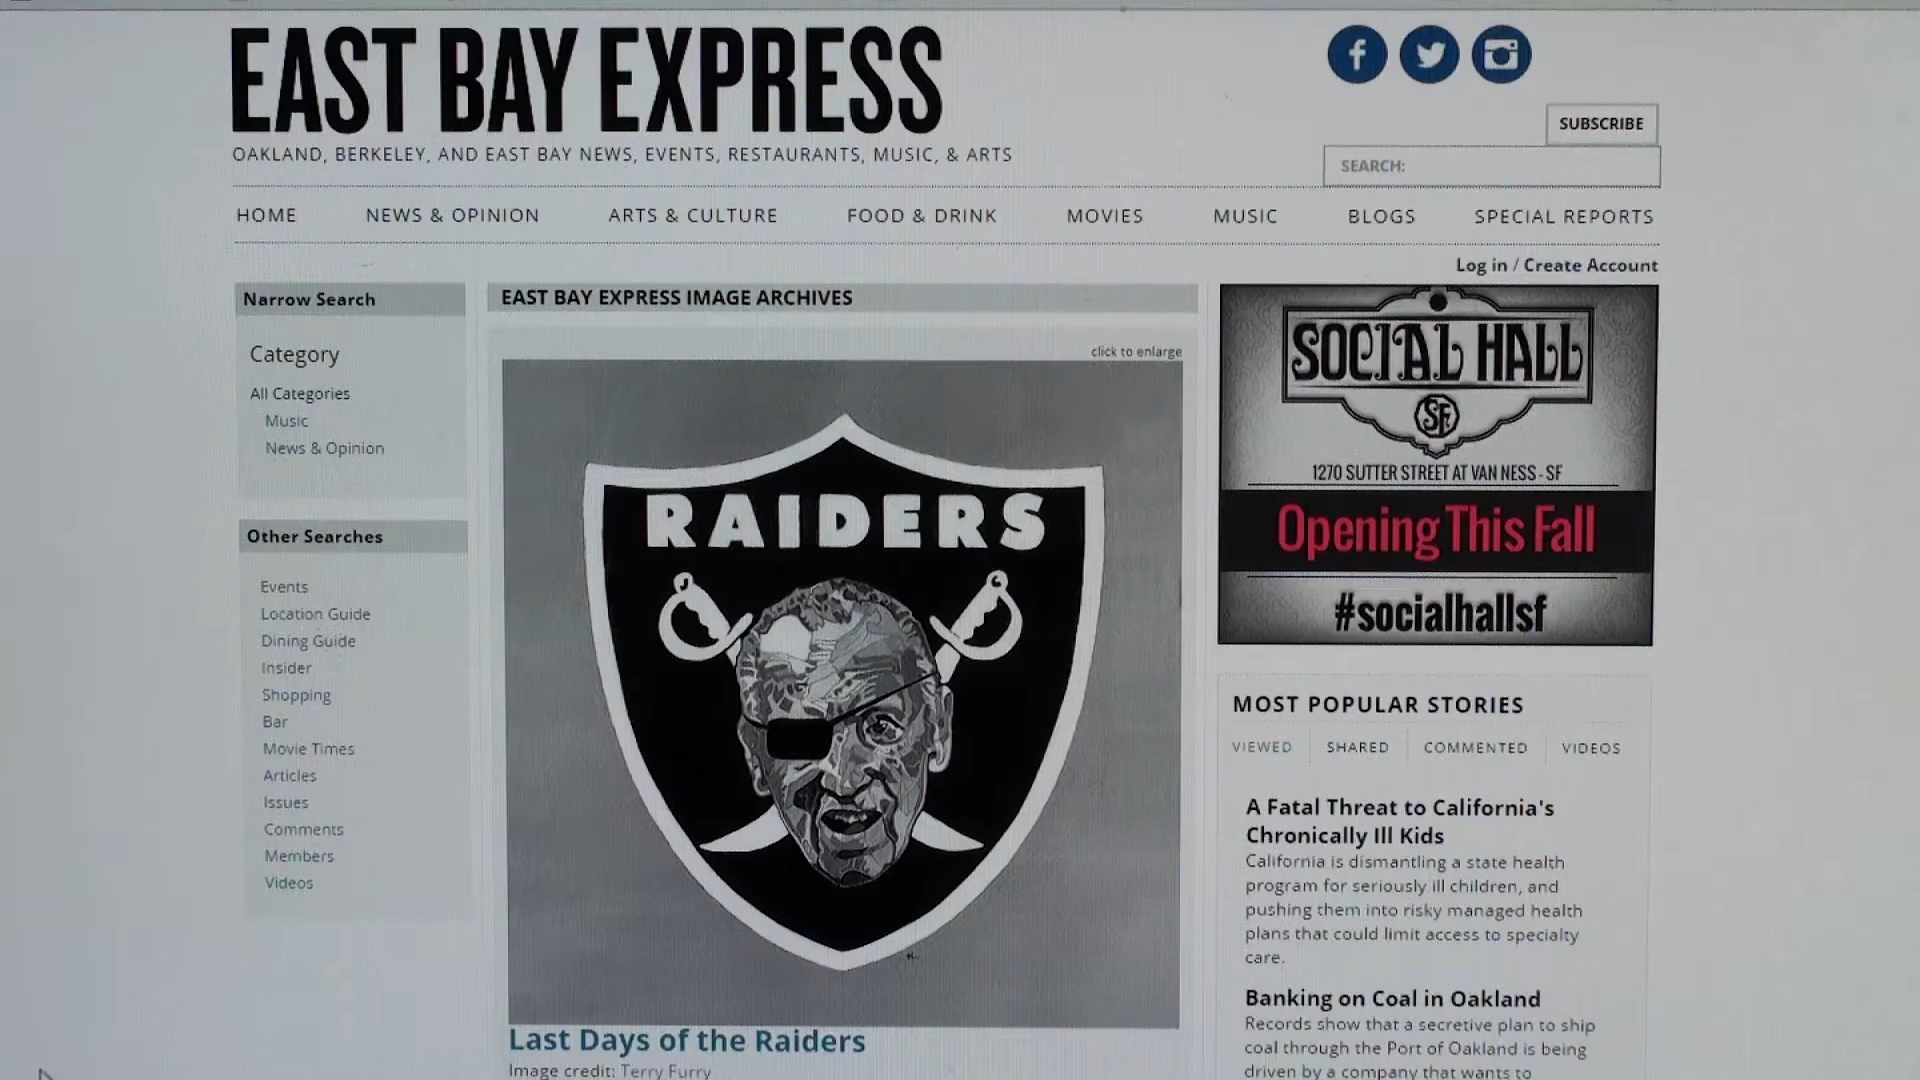 EAST BAY EXPRESS
OAKLAND, BERKELEY, AND EAST BAY NEWS, EVENTS, RESTAURANTS, MUSIC, & ARTS
SUBSCRIBE
SEARCH:
HOME NEWS & OPINION ARTS & CULTURE FOOD & DRINK MOVIES MUSIC BLOGS SPECIAL REPORTS
Log in / Create Account
Narrow Search
Category
All Categories
Music
News & Opinion
Other Searches
Events
Location Guide
Dining Guide
Insider
Shopping
Bar
Movie Times
Articles
Issues
Comments
Members
Videos
EAST BAY EXPRESS IMAGE ARCHIVES
click to enlarge
RAIDERS
Last Days of the Raiders
Image credit: Terry Furry
SOCIAL HALL
SF
1270 SUTTER STREET AT VAN NESS - SF
Opening This Fall
#socialhallsf
MOST POPULAR STORIES
VIEWED SHARED COMMENTED VIDEOS
A Fatal Threat to California's
Chronically Ill Kids
California is dismantling a state health
program for seriously ill children, and
pushing them into risky managed health
plans that could limit access to specialty
care.
Banking on Coal in Oakland
Records show that a secretive plan to ship
coal through the Port of Oakland is being
driven by a company that wants to